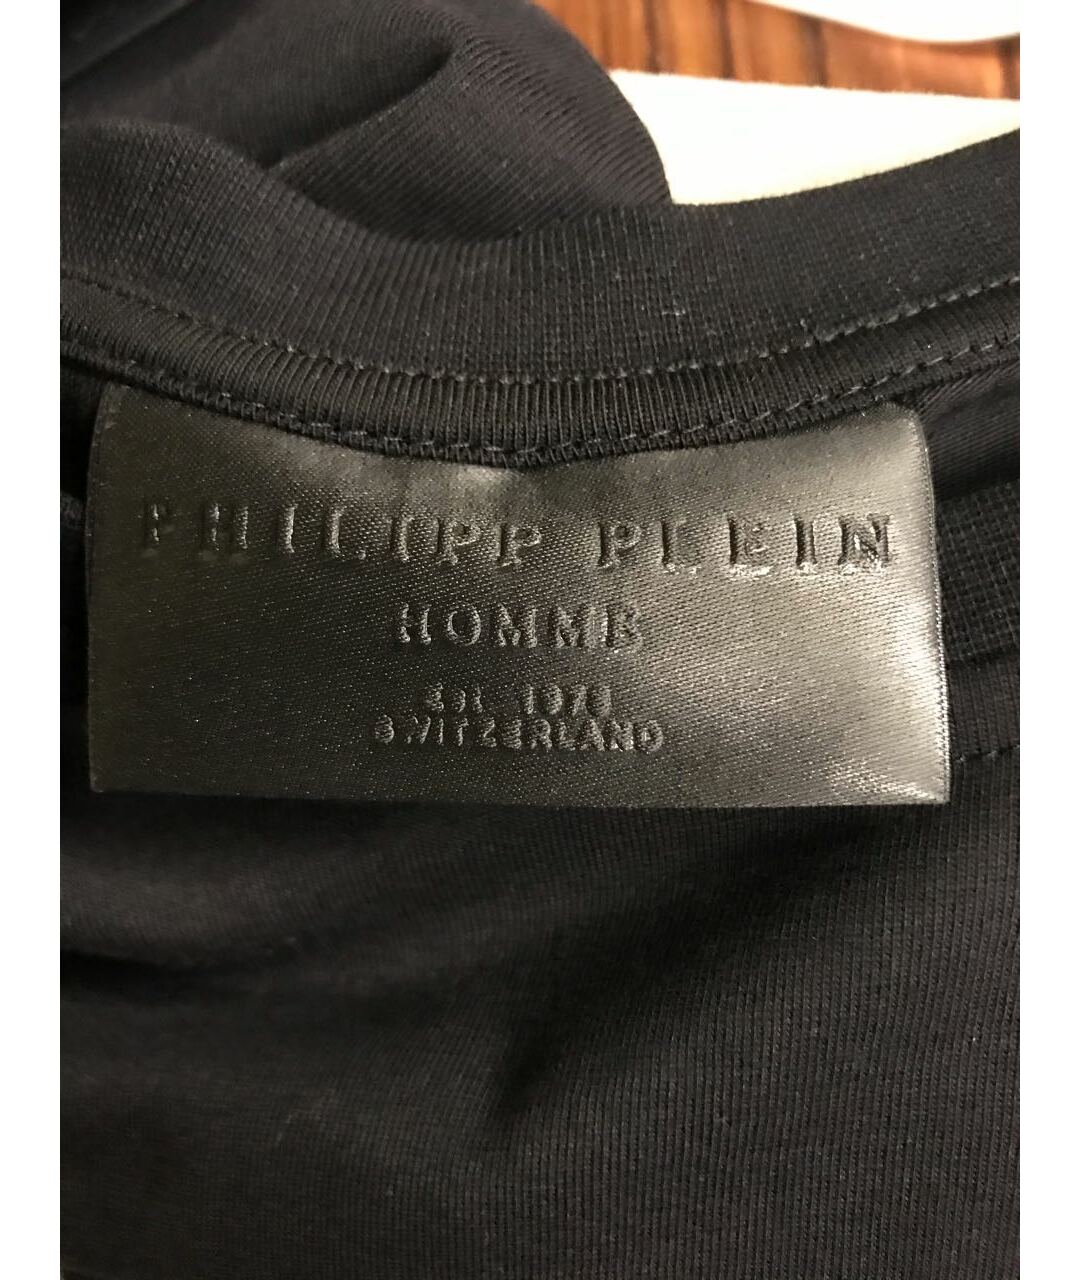 PHILIPP PLEIN
HOMME
EST. 1978
SWITZERLAND